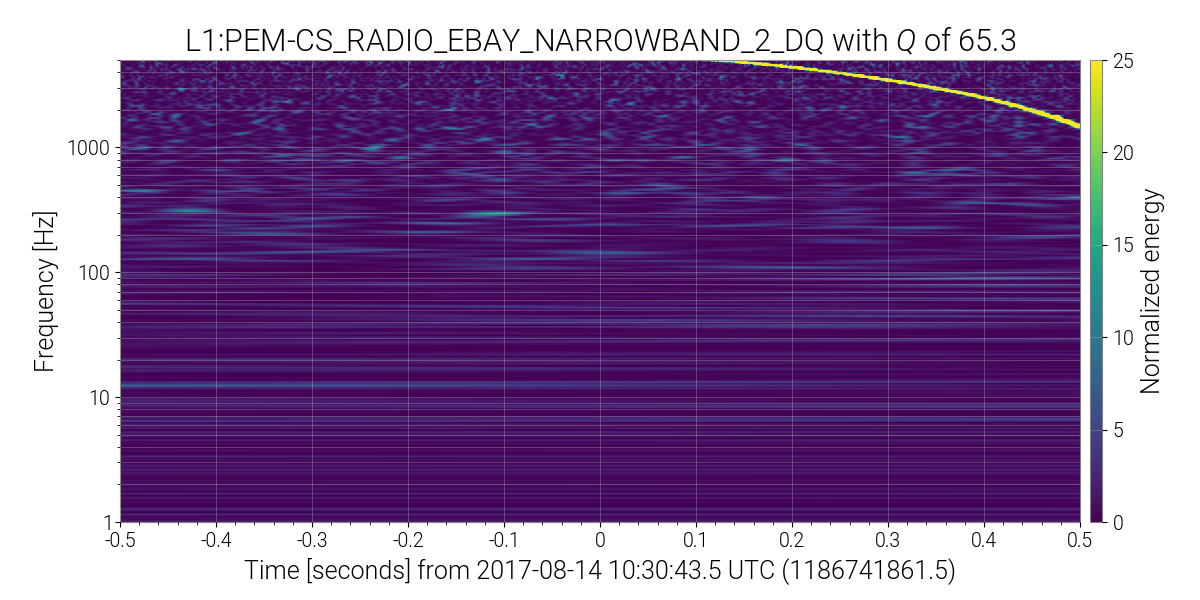 L1:PEM-CS_RADIO_EBAY_NARROWBAND_2_DQ with Q of 65.3
Frequency [Hz]
1000
100
10
1
-0.5 -0.4 -0.3 -0.2 -0.1 0 0.1 0.2 0.3 0.4 0.5
Time [seconds] from 2017-08-14 10:30:43.5 UTC (1186741861.5)
25
20
15
10
5
0
Normalized energy